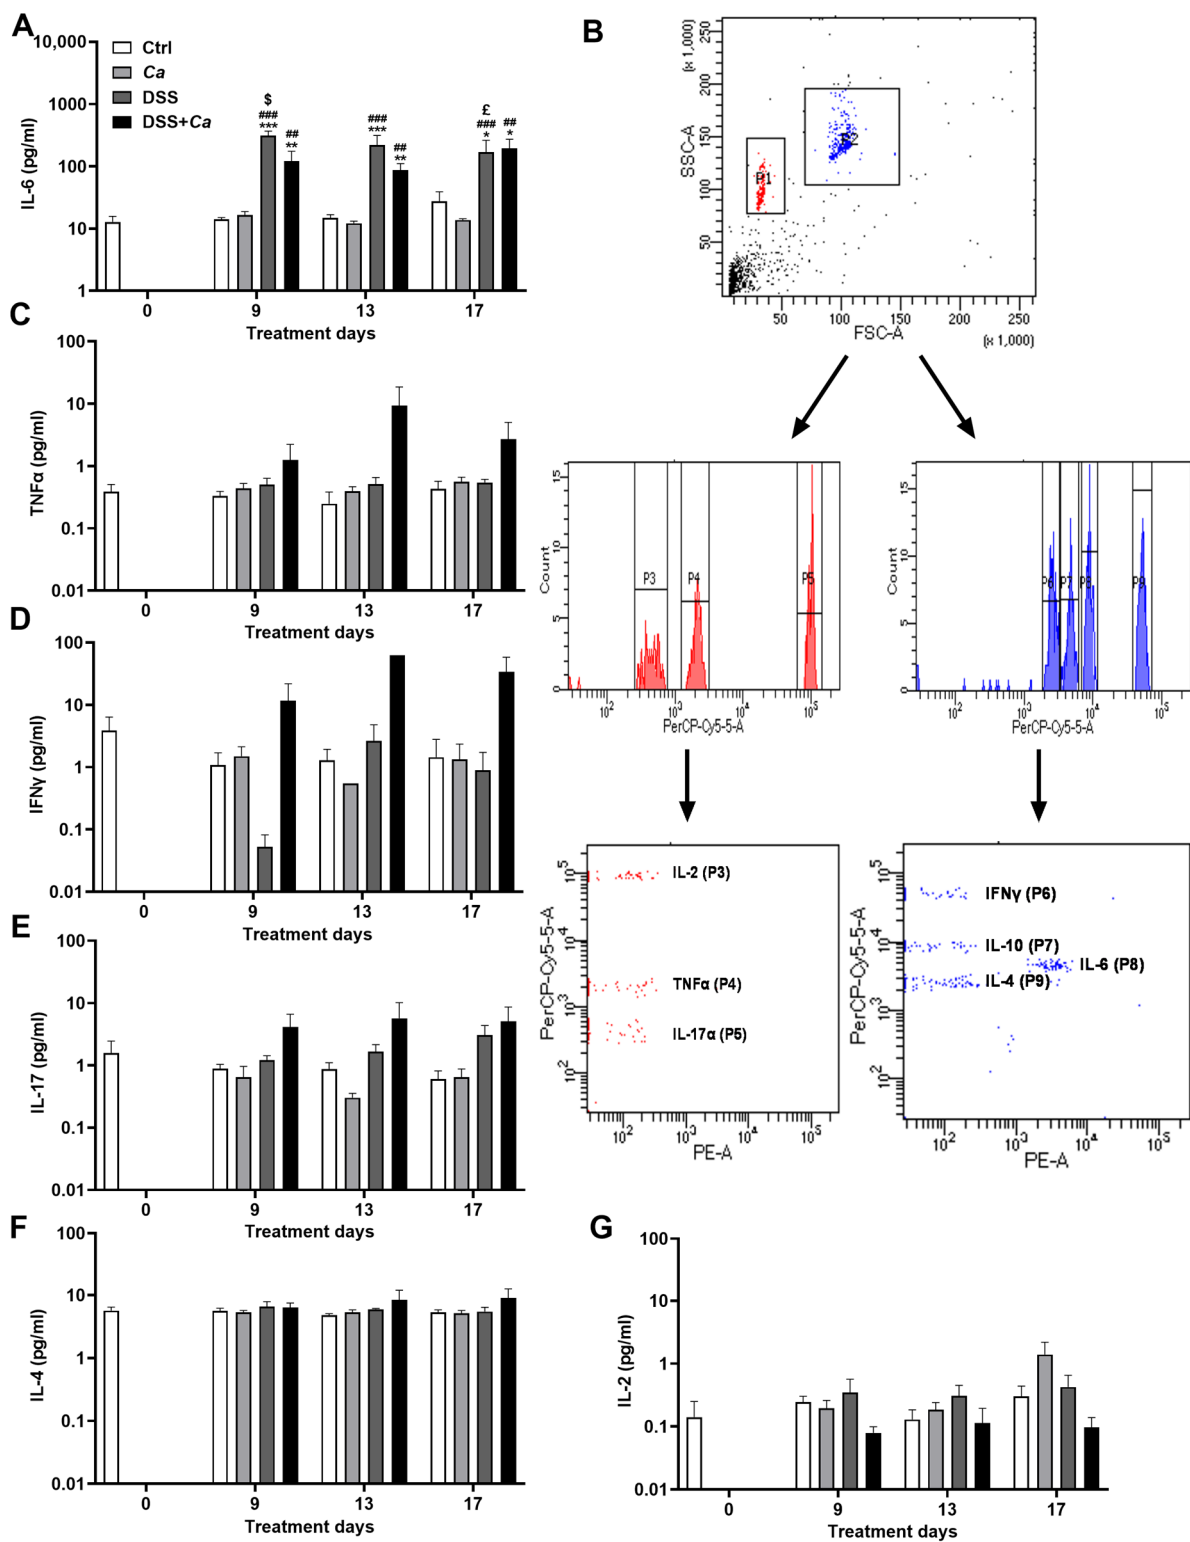 A
10,000
1000
100
10
1
IL-6 (pg/ml)
Ctrl
Ca
DSS
DSS+Ca
$
###
***
##
**
###
***
##
**
£
###
*
##
*
0
9
13
17
Treatment days
B
(x 1,000)
250
200
150
100
50
SSC-A
P1
P2
50
100
150
200
250
FSC-A
(x 1,000)
C
100
10
1
0.1
0.01
TNFα (pg/ml)
0
9
13
17
Treatment days
15
10
5
0
Count
P3
P4
P5
10²
10³
10⁴
10⁵
PerCP-Cy5-5-A
15
10
5
0
Count
P6
P7
P8
P9
10²
10³
10⁴
10⁵
PerCP-Cy5-5-A
D
100
10
1
0.1
0.01
IFNγ (pg/ml)
0
9
13
17
Treatment days
10⁵
10⁴
10³
10²
PerCP-Cy5-5-A
IL-2 (P3)
TNFα (P4)
IL-17α (P5)
10²
10³
10⁴
10⁵
PE-A
10⁵
10⁴
10³
10²
PerCP-Cy5-5-A
IFNγ (P6)
IL-10 (P7)
IL-6 (P8)
IL-4 (P9)
10²
10³
10⁴
10⁵
PE-A
E
100
10
1
0.1
0.01
IL-17 (pg/ml)
0
9
13
17
Treatment days
F
100
10
1
0.1
0.01
IL-4 (pg/ml)
0
9
13
17
Treatment days
G
100
10
1
0.1
0.01
IL-2 (pg/ml)
0
9
13
17
Treatment days